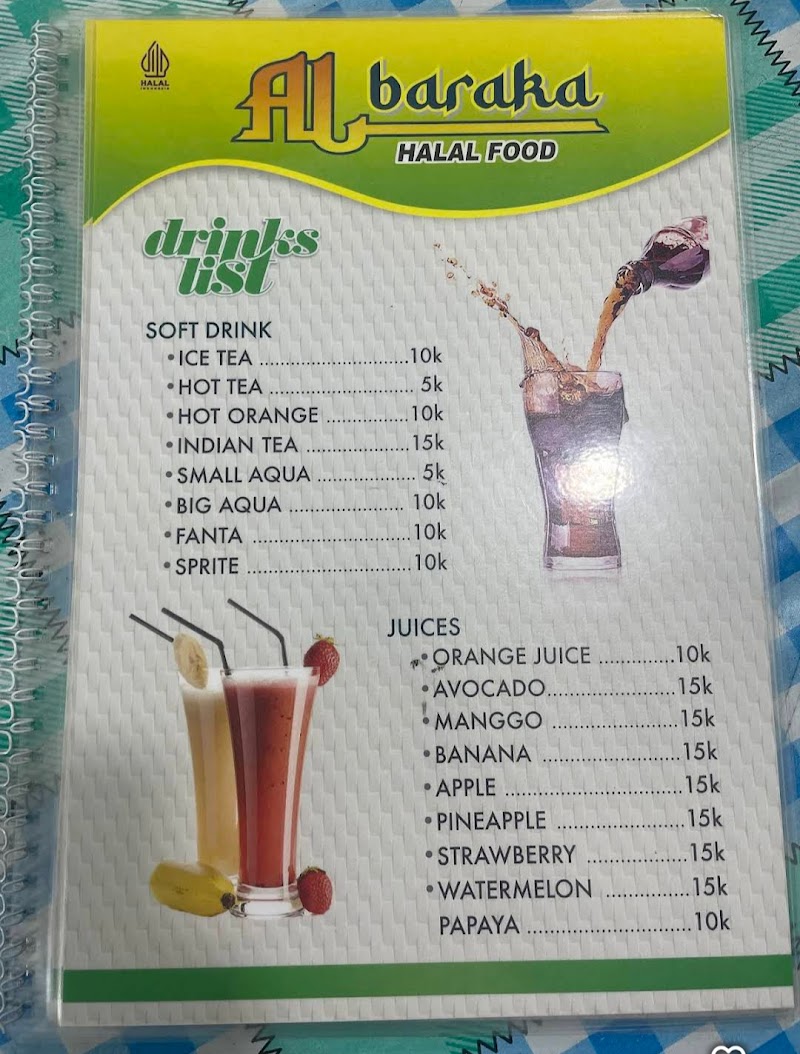 HALAL
INDONESIA
Al baraka
HALAL FOOD
drinks
list
SOFT DRINK
•ICE TEA ............................10k
•HOT TEA ........................... 5k
•HOT ORANGE ...............10k
•INDIAN TEA ...................15k
•SMALL AQUA .................. 5k
•BIG AQUA ..................... 10k
•FANTA .............................10k
•SPRITE ..............................10k
JUICES
•ORANGE JUICE .............10k
•AVOCADO.....................15k
•MANGGO ......................15k
•BANANA ........................15k
•APPLE ...............................15k
•PINEAPPLE ......................15k
•STRAWBERRY .................15k
•WATERMELON ...............15k
PAPAYA .............................10k